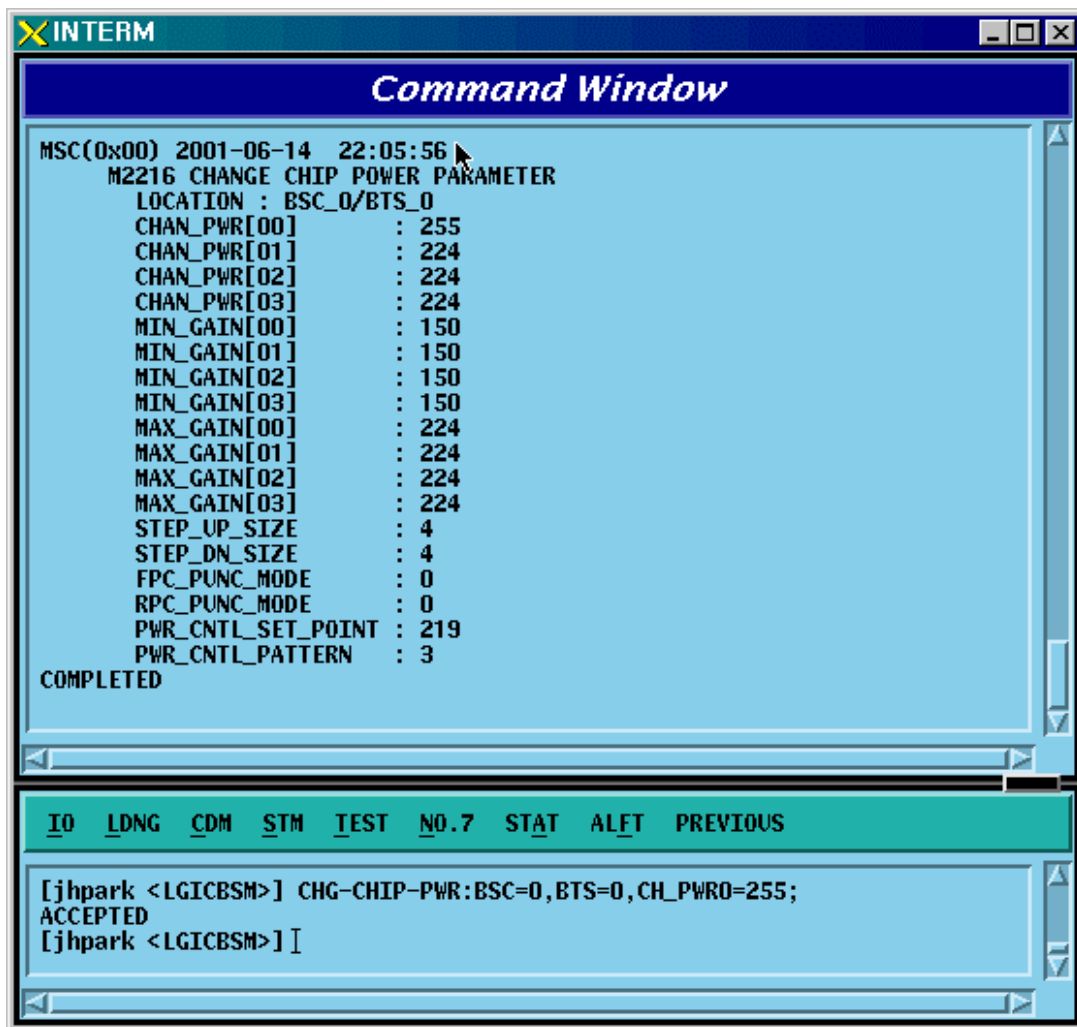 INTERM
Command Window
MSC(0x00) 2001-06-14 22:05:56
M2216 CHANGE CHIP POWER PARAMETER
LOCATION : BSC_0/BTS_0
CHAN_PWR[00] : 255
CHAN_PWR[01] : 224
CHAN_PWR[02] : 224
CHAN_PWR[03] : 224
MIN_GAIN[00] : 150
MIN_GAIN[01] : 150
MIN_GAIN[02] : 150
MIN_GAIN[03] : 150
MAX_GAIN[00] : 224
MAX_GAIN[01] : 224
MAX_GAIN[02] : 224
MAX_GAIN[03] : 224
STEP_UP_SIZE : 4
STEP_DN_SIZE : 4
FPC_PUNC_MODE : 0
RPC_PUNC_MODE : 0
PWR_CNTL_SET_POINT : 219
PWR_CNTL_PATTERN : 3
COMPLETED
IO LDNG CDM STM TEST NO.7 STAT ALFT PREVIOUS
[jhpark <LGICBSM>] CHG-CHIP-PWR:BSC=0,BTS=0,CH_PWR0=255;
ACCEPTED
[jhpark <LGICBSM>]